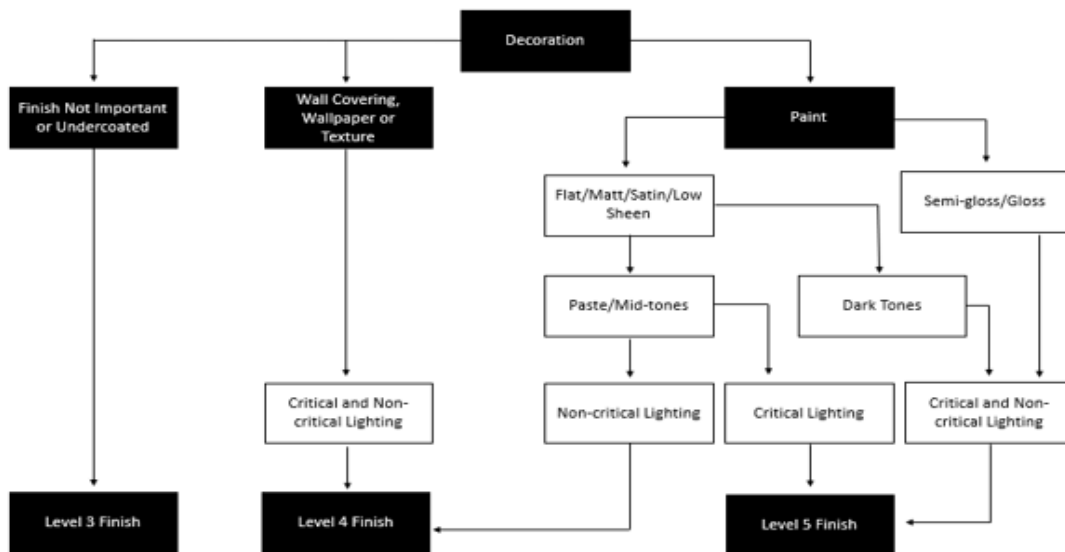 Decoration
Finish Not Important
or Undercoated
Wall Covering,
Wallpaper or
Texture
Paint
Flat/Matt/Satin/Low
Sheen
Semi-gloss/Gloss
Paste/Mid-tones
Dark Tones
Critical and Non-
critical Lighting
Non-critical Lighting
Critical Lighting
Critical and Non-
critical Lighting
Level 3 Finish
Level 4 Finish
Level 5 Finish